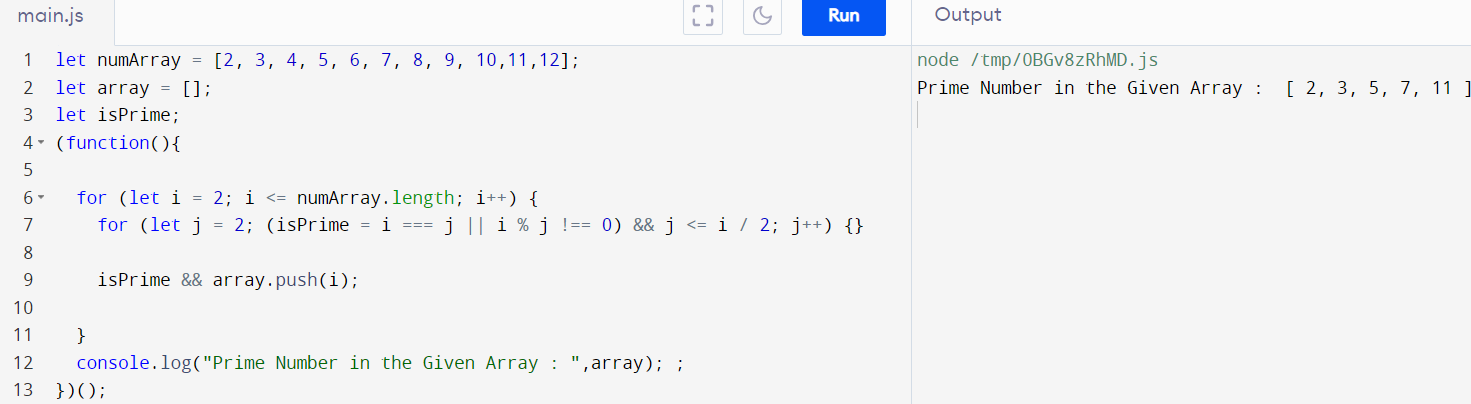 main.js
Run
Output
1 let numArray = [2, 3, 4, 5, 6, 7, 8, 9, 10,11,12];
2 let array = [];
3 let isPrime;
4 (function(){
5
6 for (let i = 2; i <= numArray.length; i++) {
7 for (let j = 2; (isPrime = i === j || i % j !== 0) && j <= i / 2; j++) {}
8
9 isPrime && array.push(i);
10
11 }
12 console.log("Prime Number in the Given Array : ",array); ;
13 })();
node /tmp/0BGv8zRhMD.js
Prime Number in the Given Array :  [ 2, 3, 5, 7, 11 ]